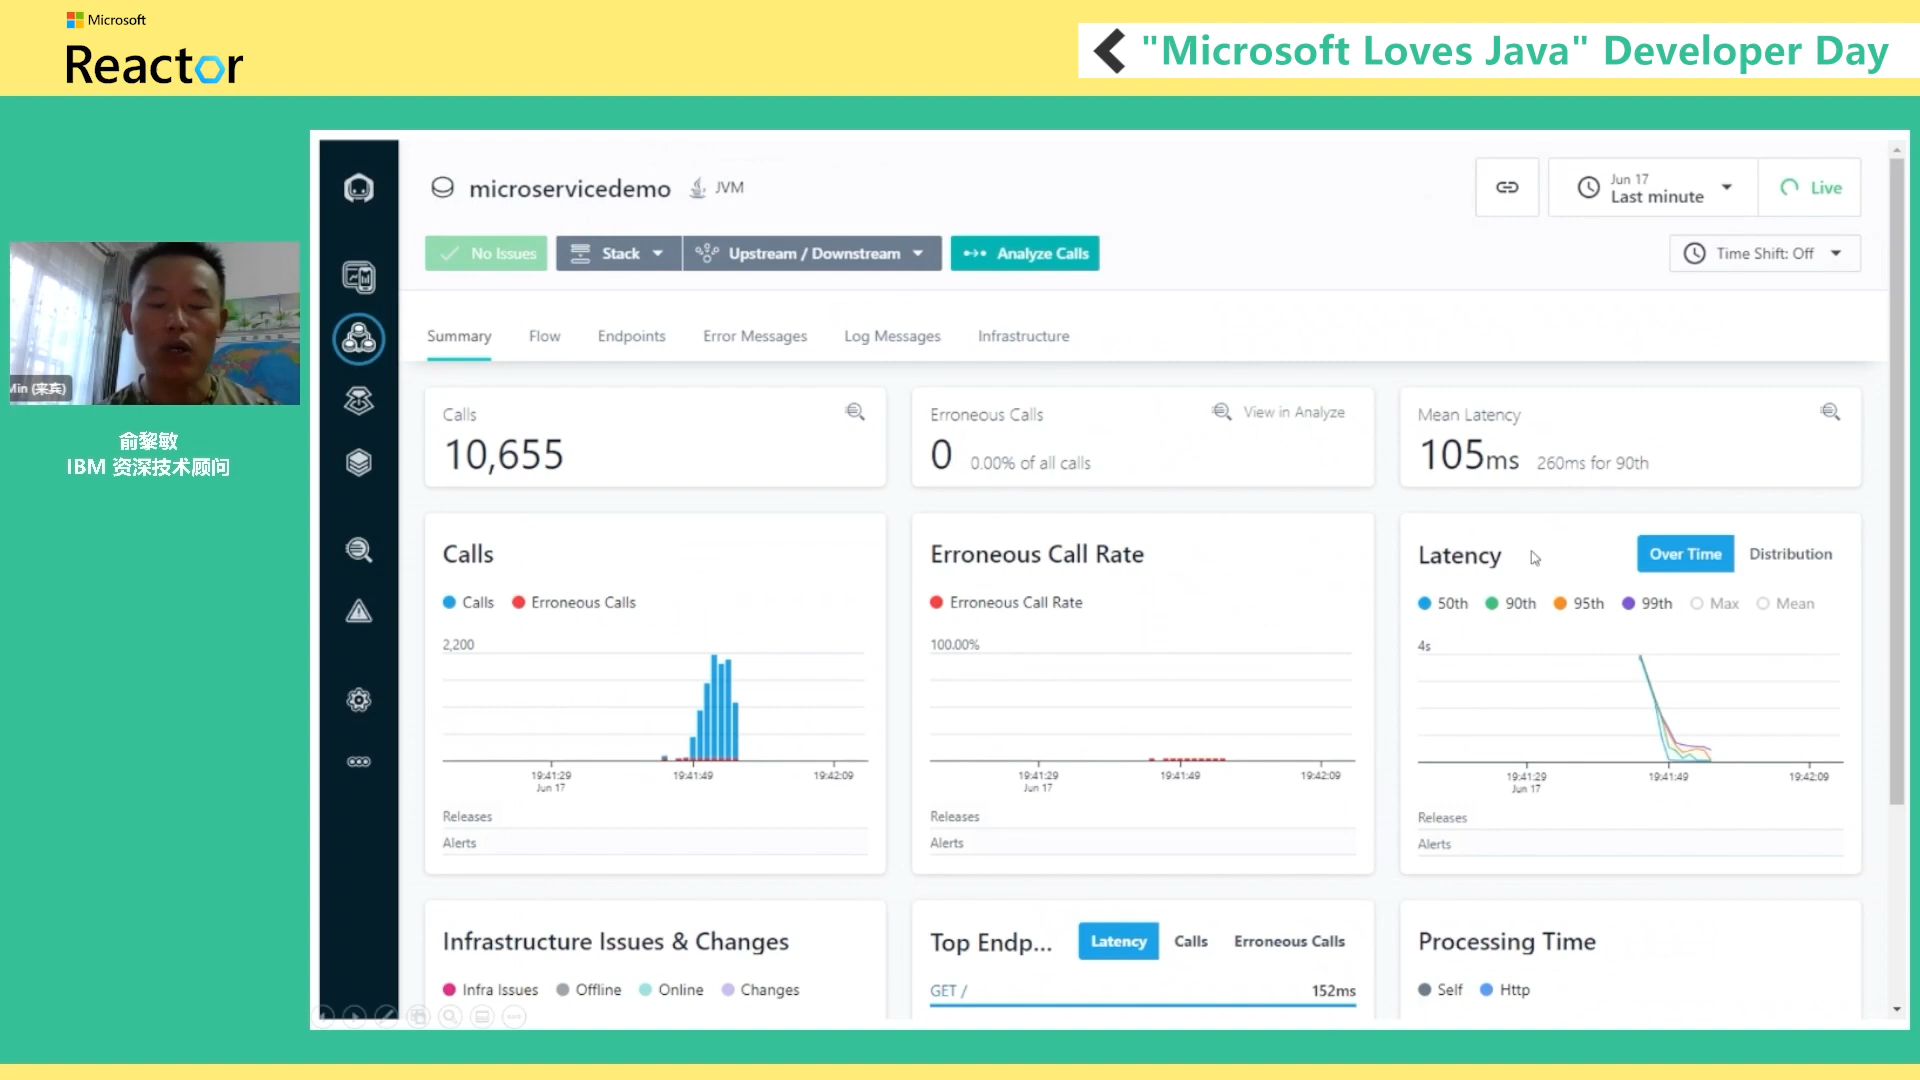 Microsoft
Reactor
"Microsoft Loves Java" Developer Day
microservicedemo
JVM
Jun 17
Last minute
Live
No Issues
Stack
Upstream / Downstream
Analyze Calls
Time Shift: Off
Summary
Flow
Endpoints
Error Messages
Log Messages
Infrastructure
Min (来宾)
俞黎敏
IBM 资深技术顾问
Calls
10,655
Erroneous Calls
View in Analyze
0
0.00% of all calls
Mean Latency
105ms
260ms for 90th
Calls
Calls
Erroneous Calls
2,200
19:41:29
Jun 17
19:41:49
19:42:09
Releases
Alerts
Erroneous Call Rate
Erroneous Call Rate
100.00%
19:41:29
Jun 17
19:41:49
19:42:09
Releases
Alerts
Latency
Over Time
Distribution
50th
90th
95th
99th
Max
Mean
4s
19:41:29
Jun 17
19:41:49
19:42:09
Releases
Alerts
Infrastructure Issues & Changes
Infra Issues
Offline
Online
Changes
Top Endp...
Latency
Calls
Erroneous Calls
GET /
152ms
Processing Time
Self
Http